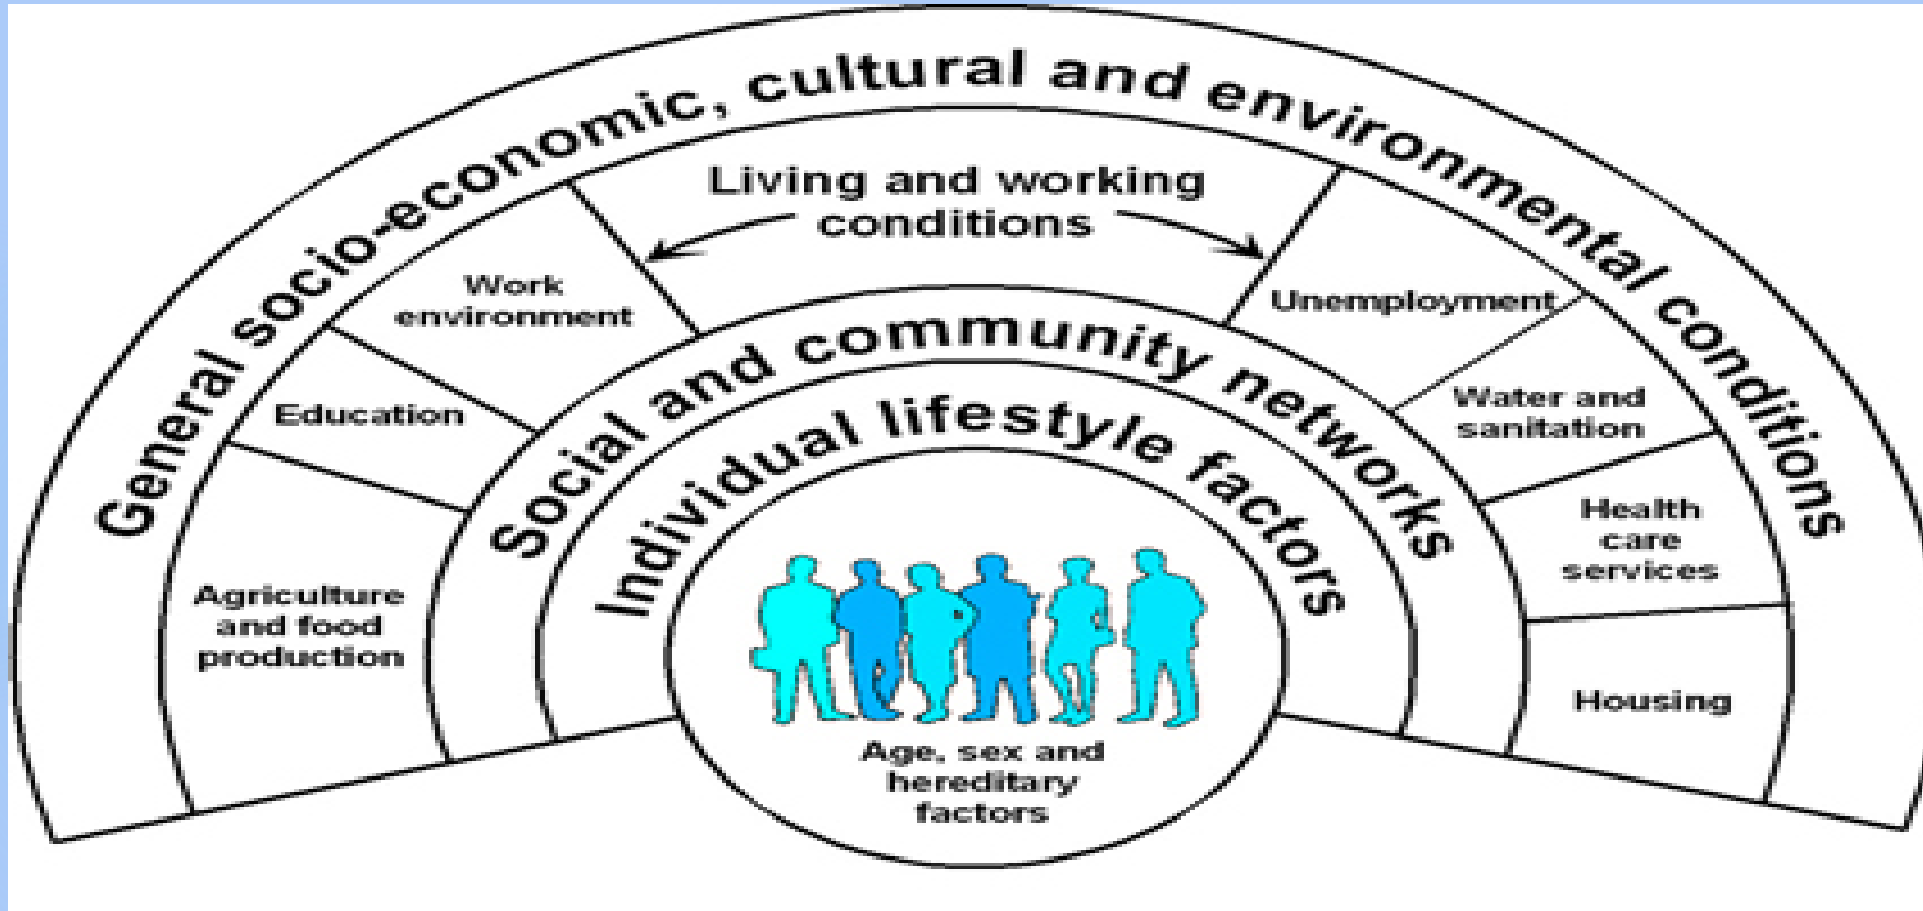 General socio-economic, cultural and environmental conditions
Living and working
conditions
Work
environment
Unemployment
Education
Water and
sanitation
Agriculture
and food
production
Health
care
services
Housing
Social and community networks
Individual lifestyle factors
Age, sex and
hereditary
factors